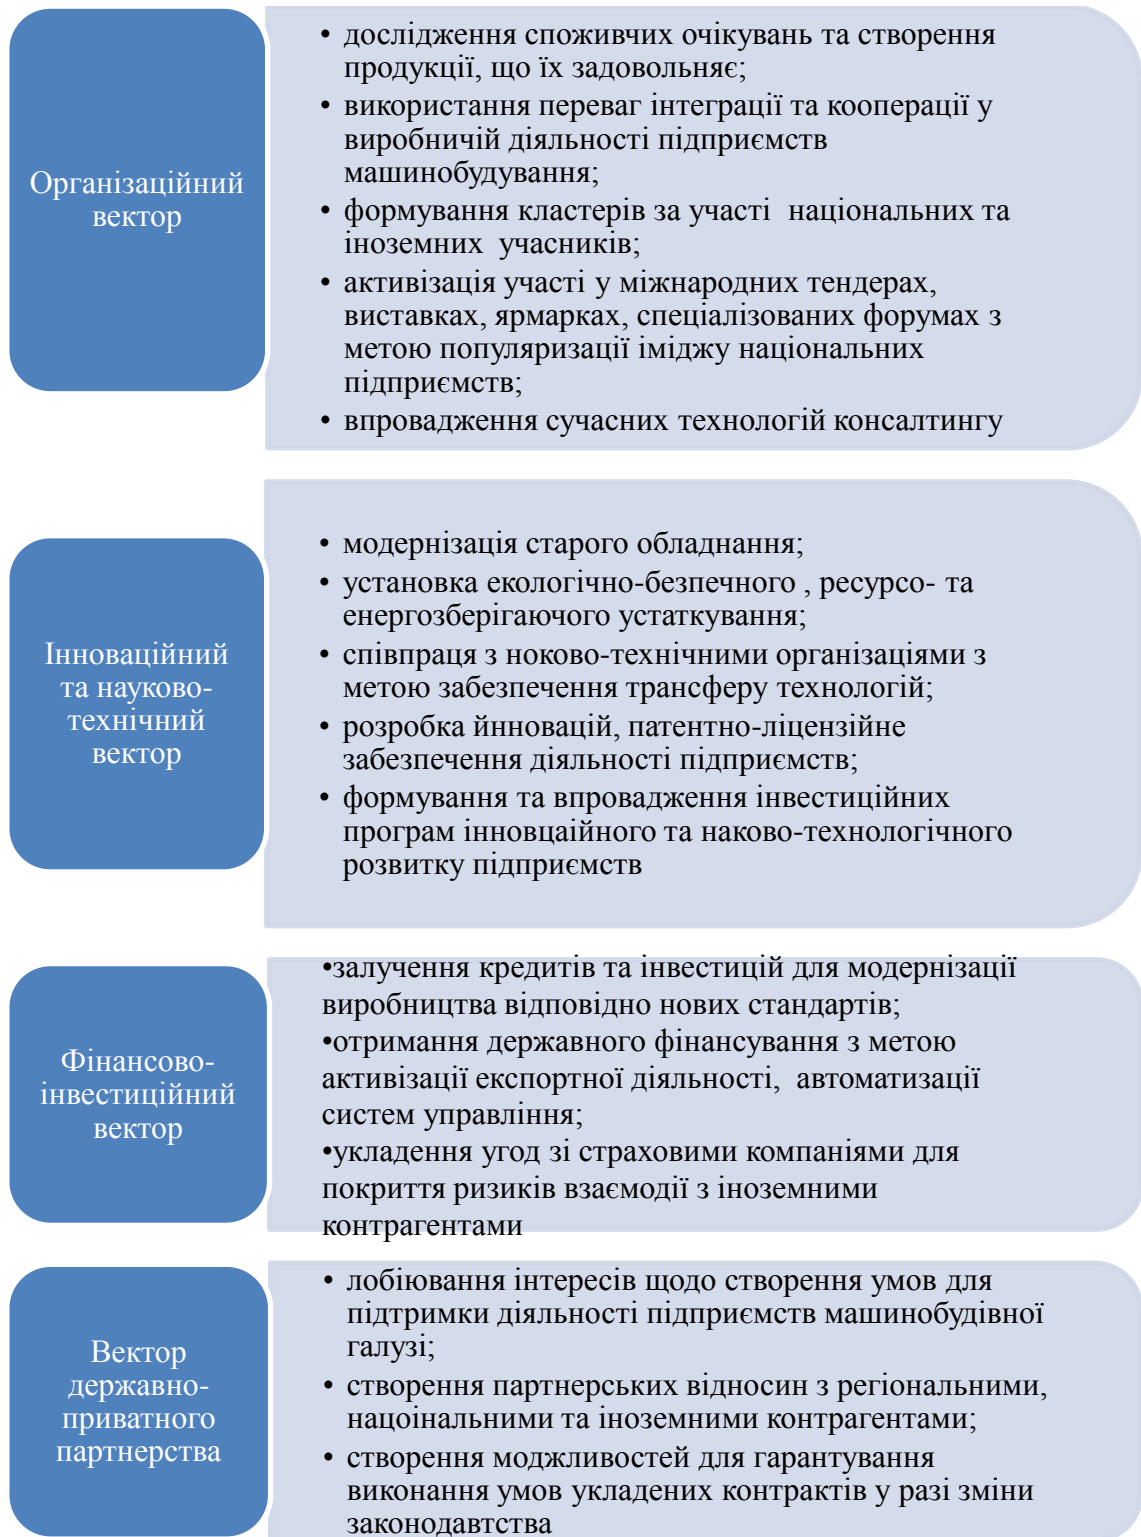 Організаційний
вектор
• дослідження споживчих очікувань та створення
продукції, що їх задовольняє;
• використання переваг інтеграції та кооперації у
виробничій діяльності підприємств
машинобудування;
• формування кластерів за участі  національних та
іноземних  учасників;
• активізація участі у міжнародних тендерах,
виставках, ярмарках, спеціалізованих форумах з
метою популяризації іміджу національних
підприємств;
• впровадження сучасних технологій консалтингу
Інноваційний
та науково-
технічний
вектор
• модернізація старого обладнання;
• установка екологічно-безпечного , ресурсо- та
енергозберігаючого устаткування;
• співпраця з ноково-технічними організаціями з
метою забезпечення трансферу технологій;
• розробка йнновацій, патентно-ліцензійне
забезпечення діяльності підприємств;
• формування та впровадження інвестиційних
програм інновцаійного та наково-технологічного
розвитку підприємств
Фінансово-
інвестиційний
вектор
•залучення кредитів та інвестицій для модернізації
виробництва відповідно нових стандартів;
•отримання державного фінансування з метою
активізації експортної діяльності,  автоматизації
систем управління;
•укладення угод зі страховими компаніями для
покриття ризиків взаємодії з іноземними
контрагентами
Вектор
державно-
приватного
партнерства
• лобіювання інтересів щодо створення умов для
підтримки діяльності підприємств машинобудівної
галузі;
• створення партнерських відносин з регіональними,
нацоінальними та іноземними контрагентами;
• створення моджливостей для гарантування
виконання умов укладених контрактів у разі зміни
законодавтства